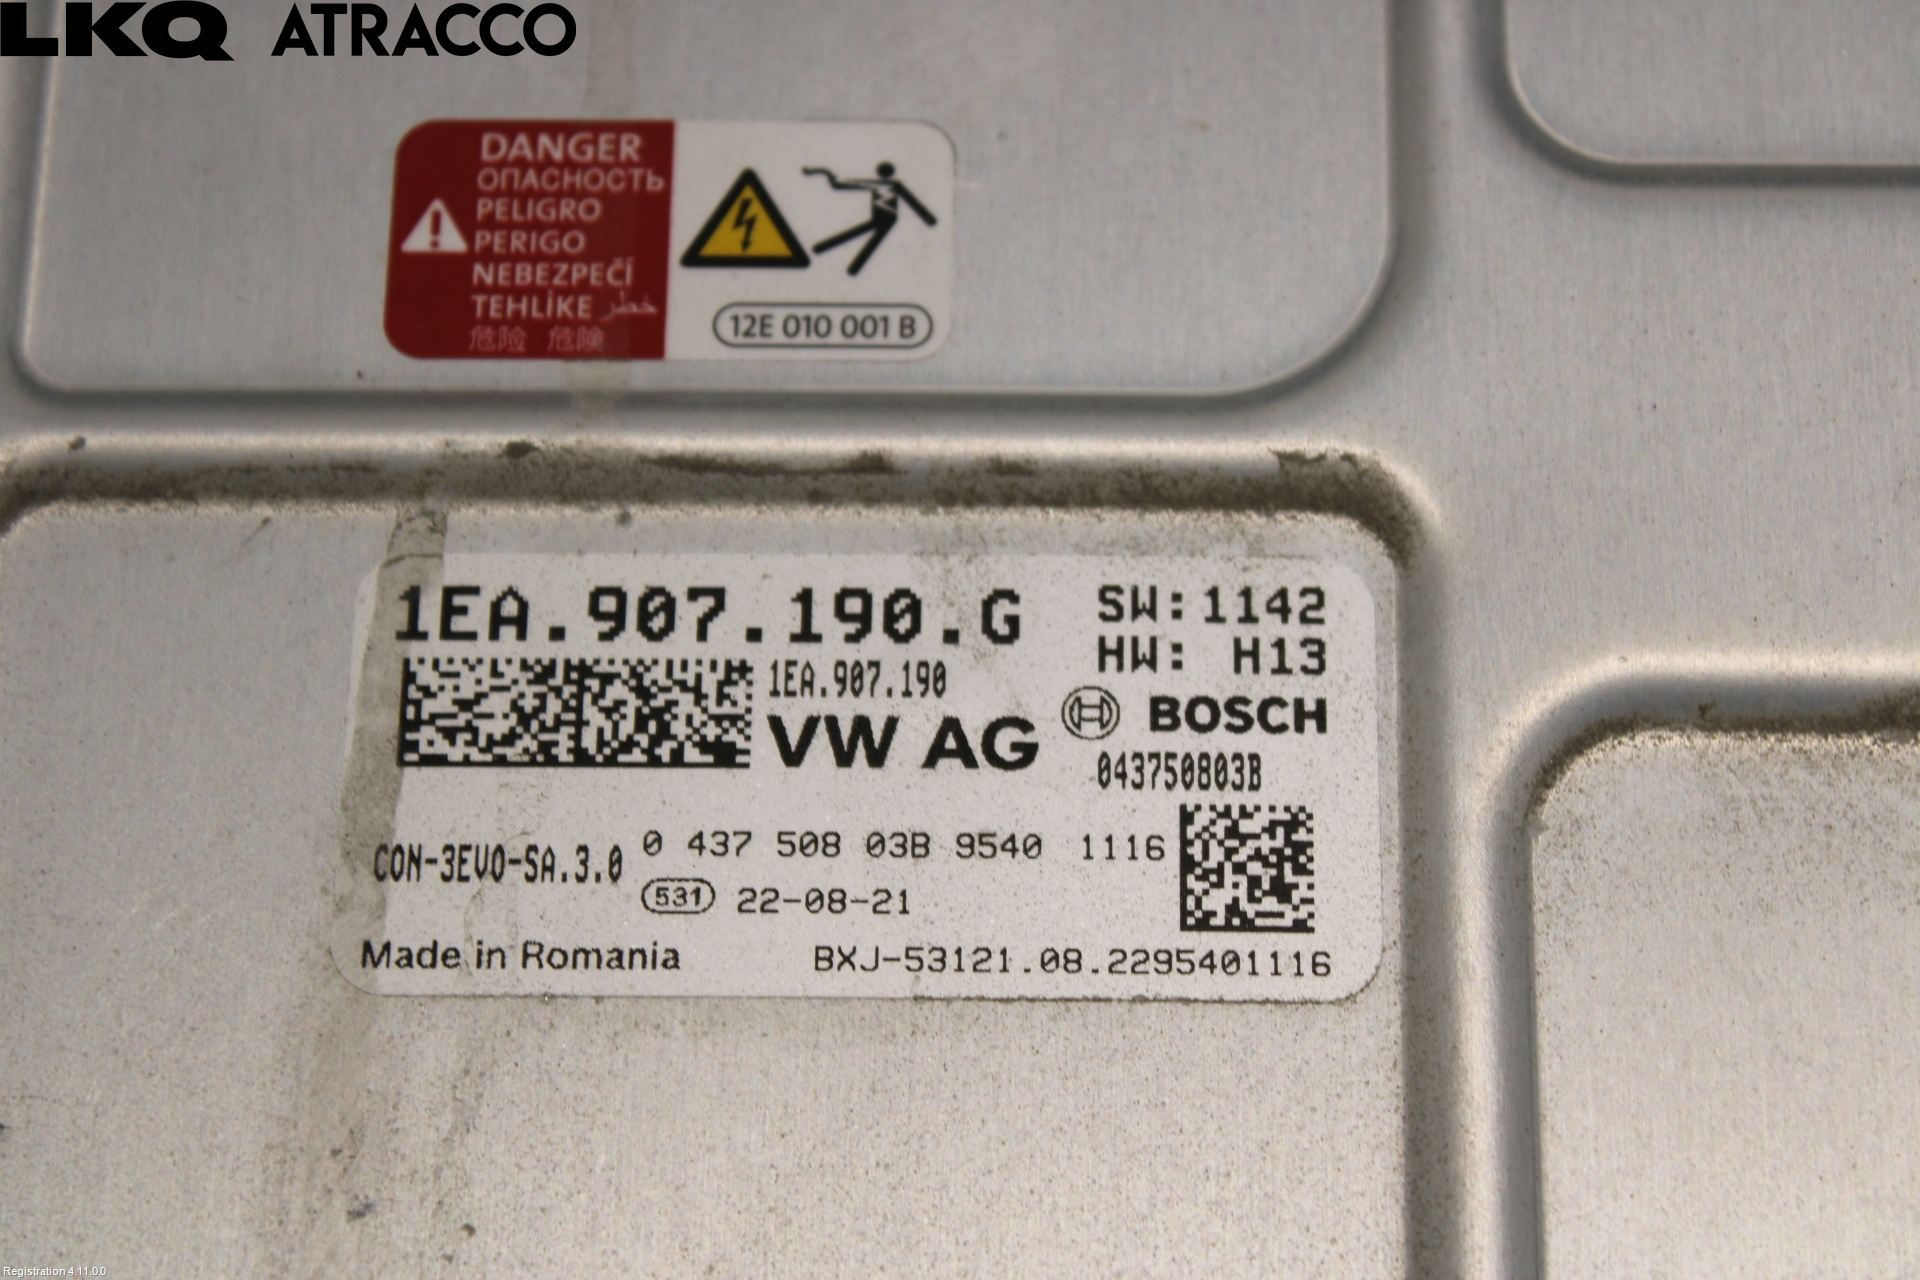 LKQ ATRACCO
DANGER
ОПАСНОСТЬ
PELIGRO
PERIGO
NEBEZPEČÍ
TEHLİKE خطر
危险 危險
12E 010 001 B
1EA.907.190.G
SW:1142
HW: H13
1EA.907.190
VW AG
BOSCH
043750803B
CON-3EVO-SA.3.0
0 437 508 03B 9540 1116
531 22-08-21
Made in Romania
BXJ-53121.08.2295401116
Registration 4.11.0.0